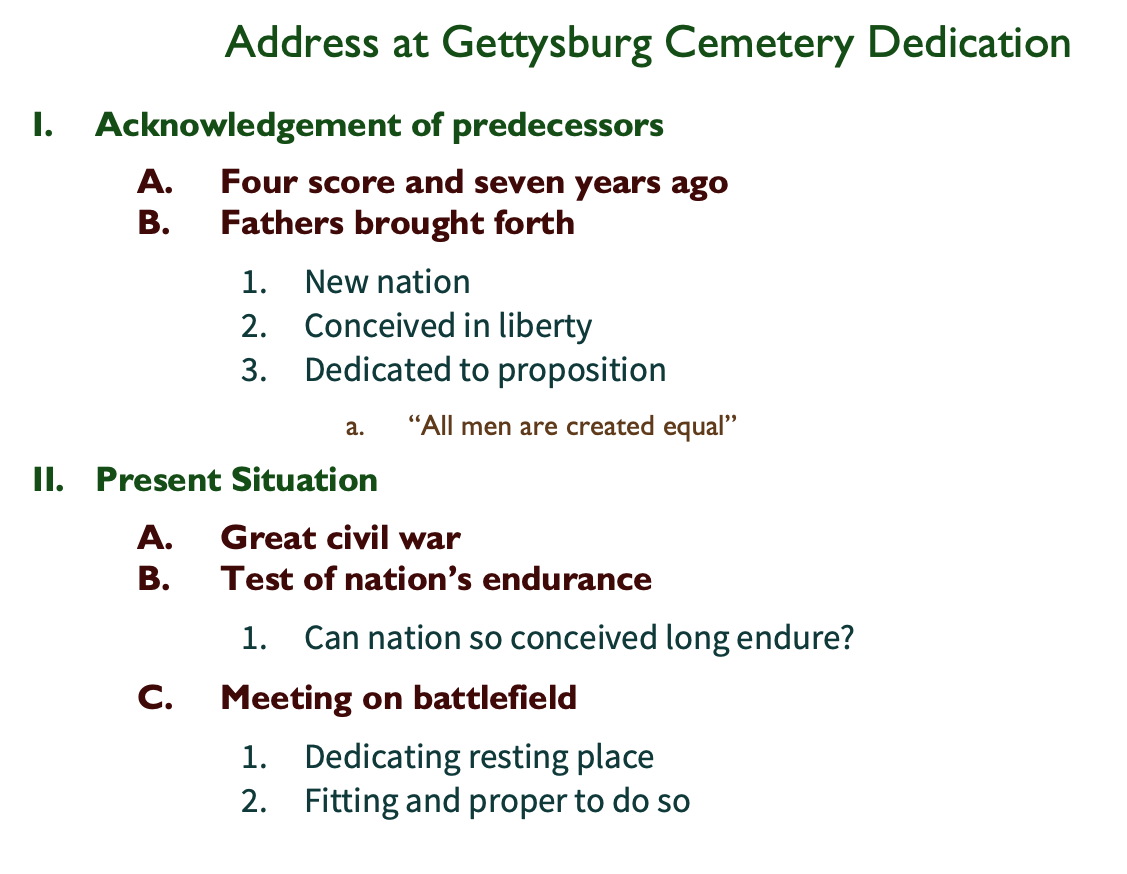 Address at Gettysburg Cemetery Dedication
I. Acknowledgement of predecessors
A. Four score and seven years ago
B. Fathers brought forth
1. New nation
2. Conceived in liberty
3. Dedicated to proposition
a. “All men are created equal”
II. Present Situation
A. Great civil war
B. Test of nation’s endurance
1. Can nation so conceived long endure?
C. Meeting on battlefield
1. Dedicating resting place
2. Fitting and proper to do so